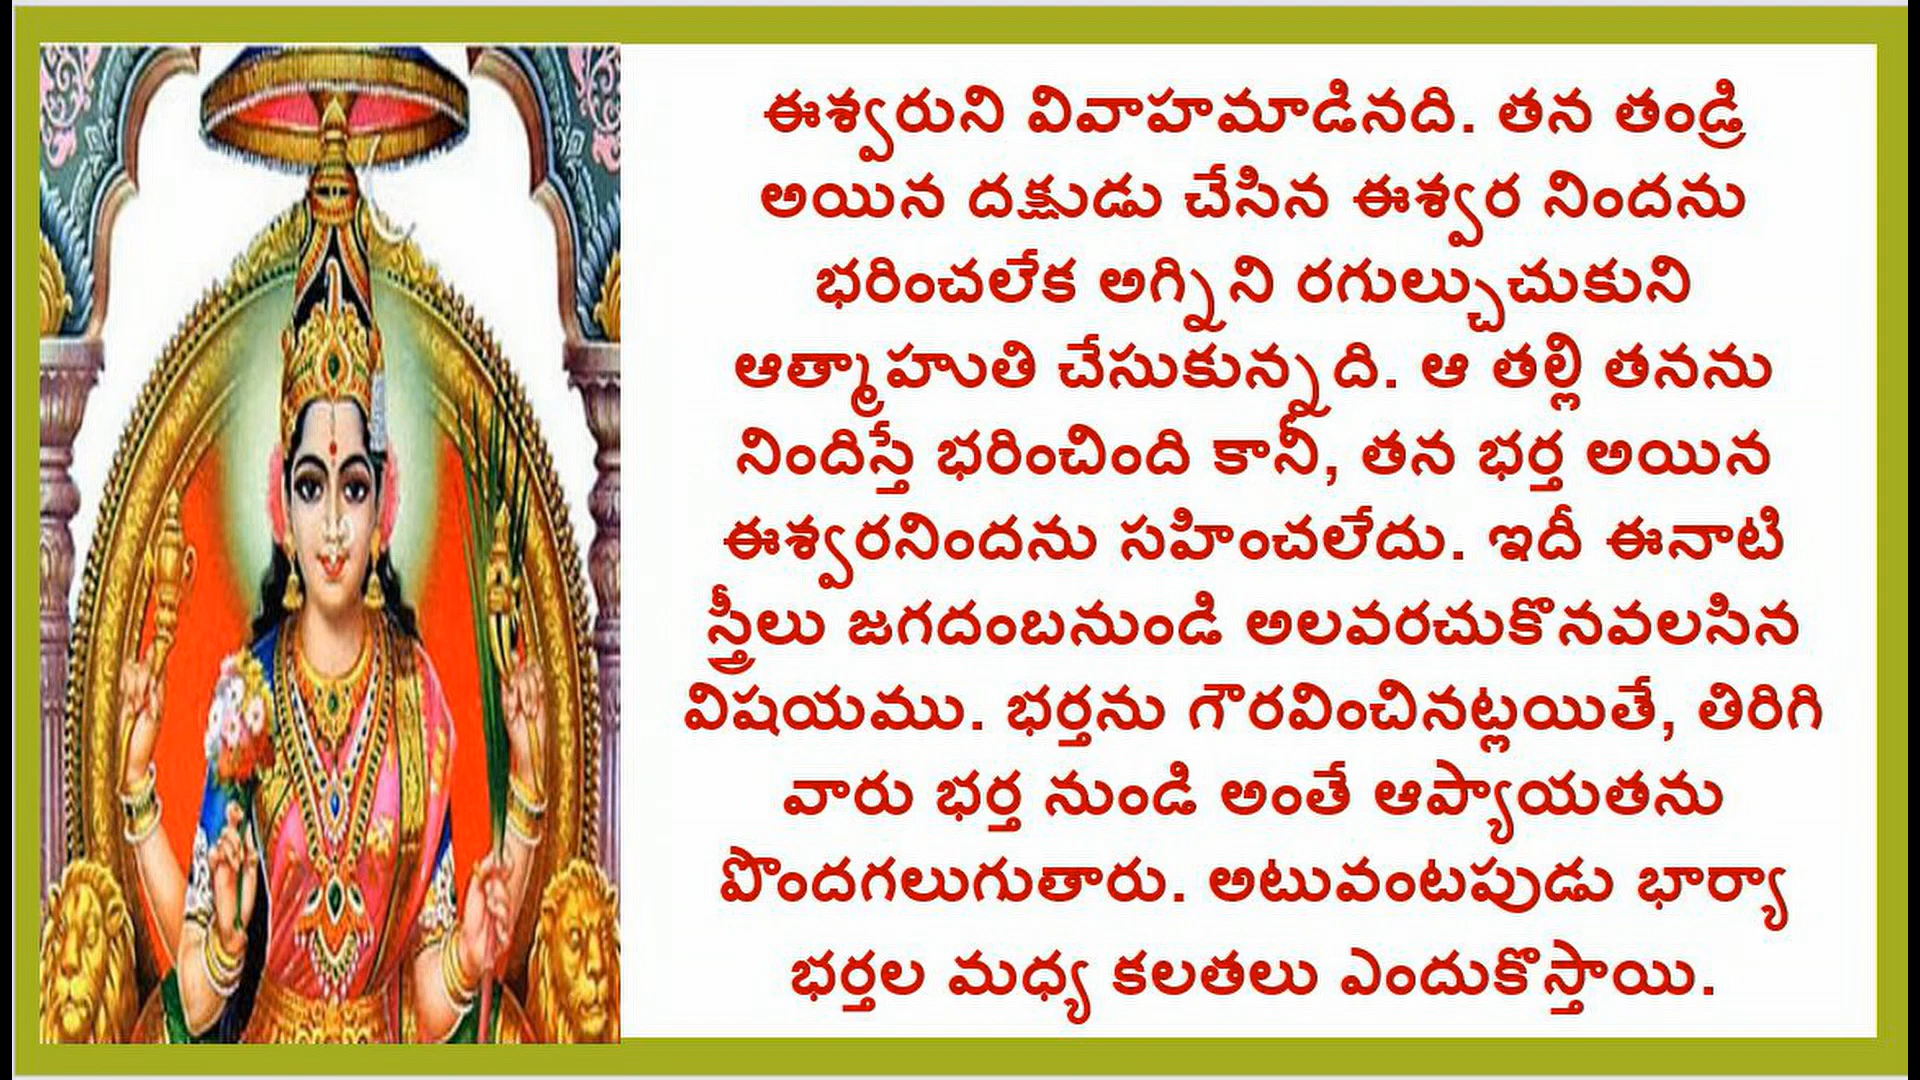 ఈశ్వరుని వివాహమాడినది. తన తండ్రి
అయిన దక్షుడు చేసిన ఈశ్వర నిందను
భరించలేక అగ్నిని రగుల్చుచుకుని
ఆత్మాహుతి చేసుకున్నది. ఆ తల్లి తనను
నిందిస్తే భరించింది కానీ, తన భర్త అయిన
ఈశ్వరనిందను సహించలేదు. ఇదీ ఈనాటి
స్త్రీలు జగదంబనుండి అలవరచుకొనవలసిన
విషయము. భర్తను గౌరవించినట్లయితే, తిరిగి
వారు భర్త నుండి అంతే ఆప్యాయతను
పొందగలుగుతారు. అటువంటపుడు భార్యా
భర్తల మధ్య కలతలు ఎందుకొస్తాయి.